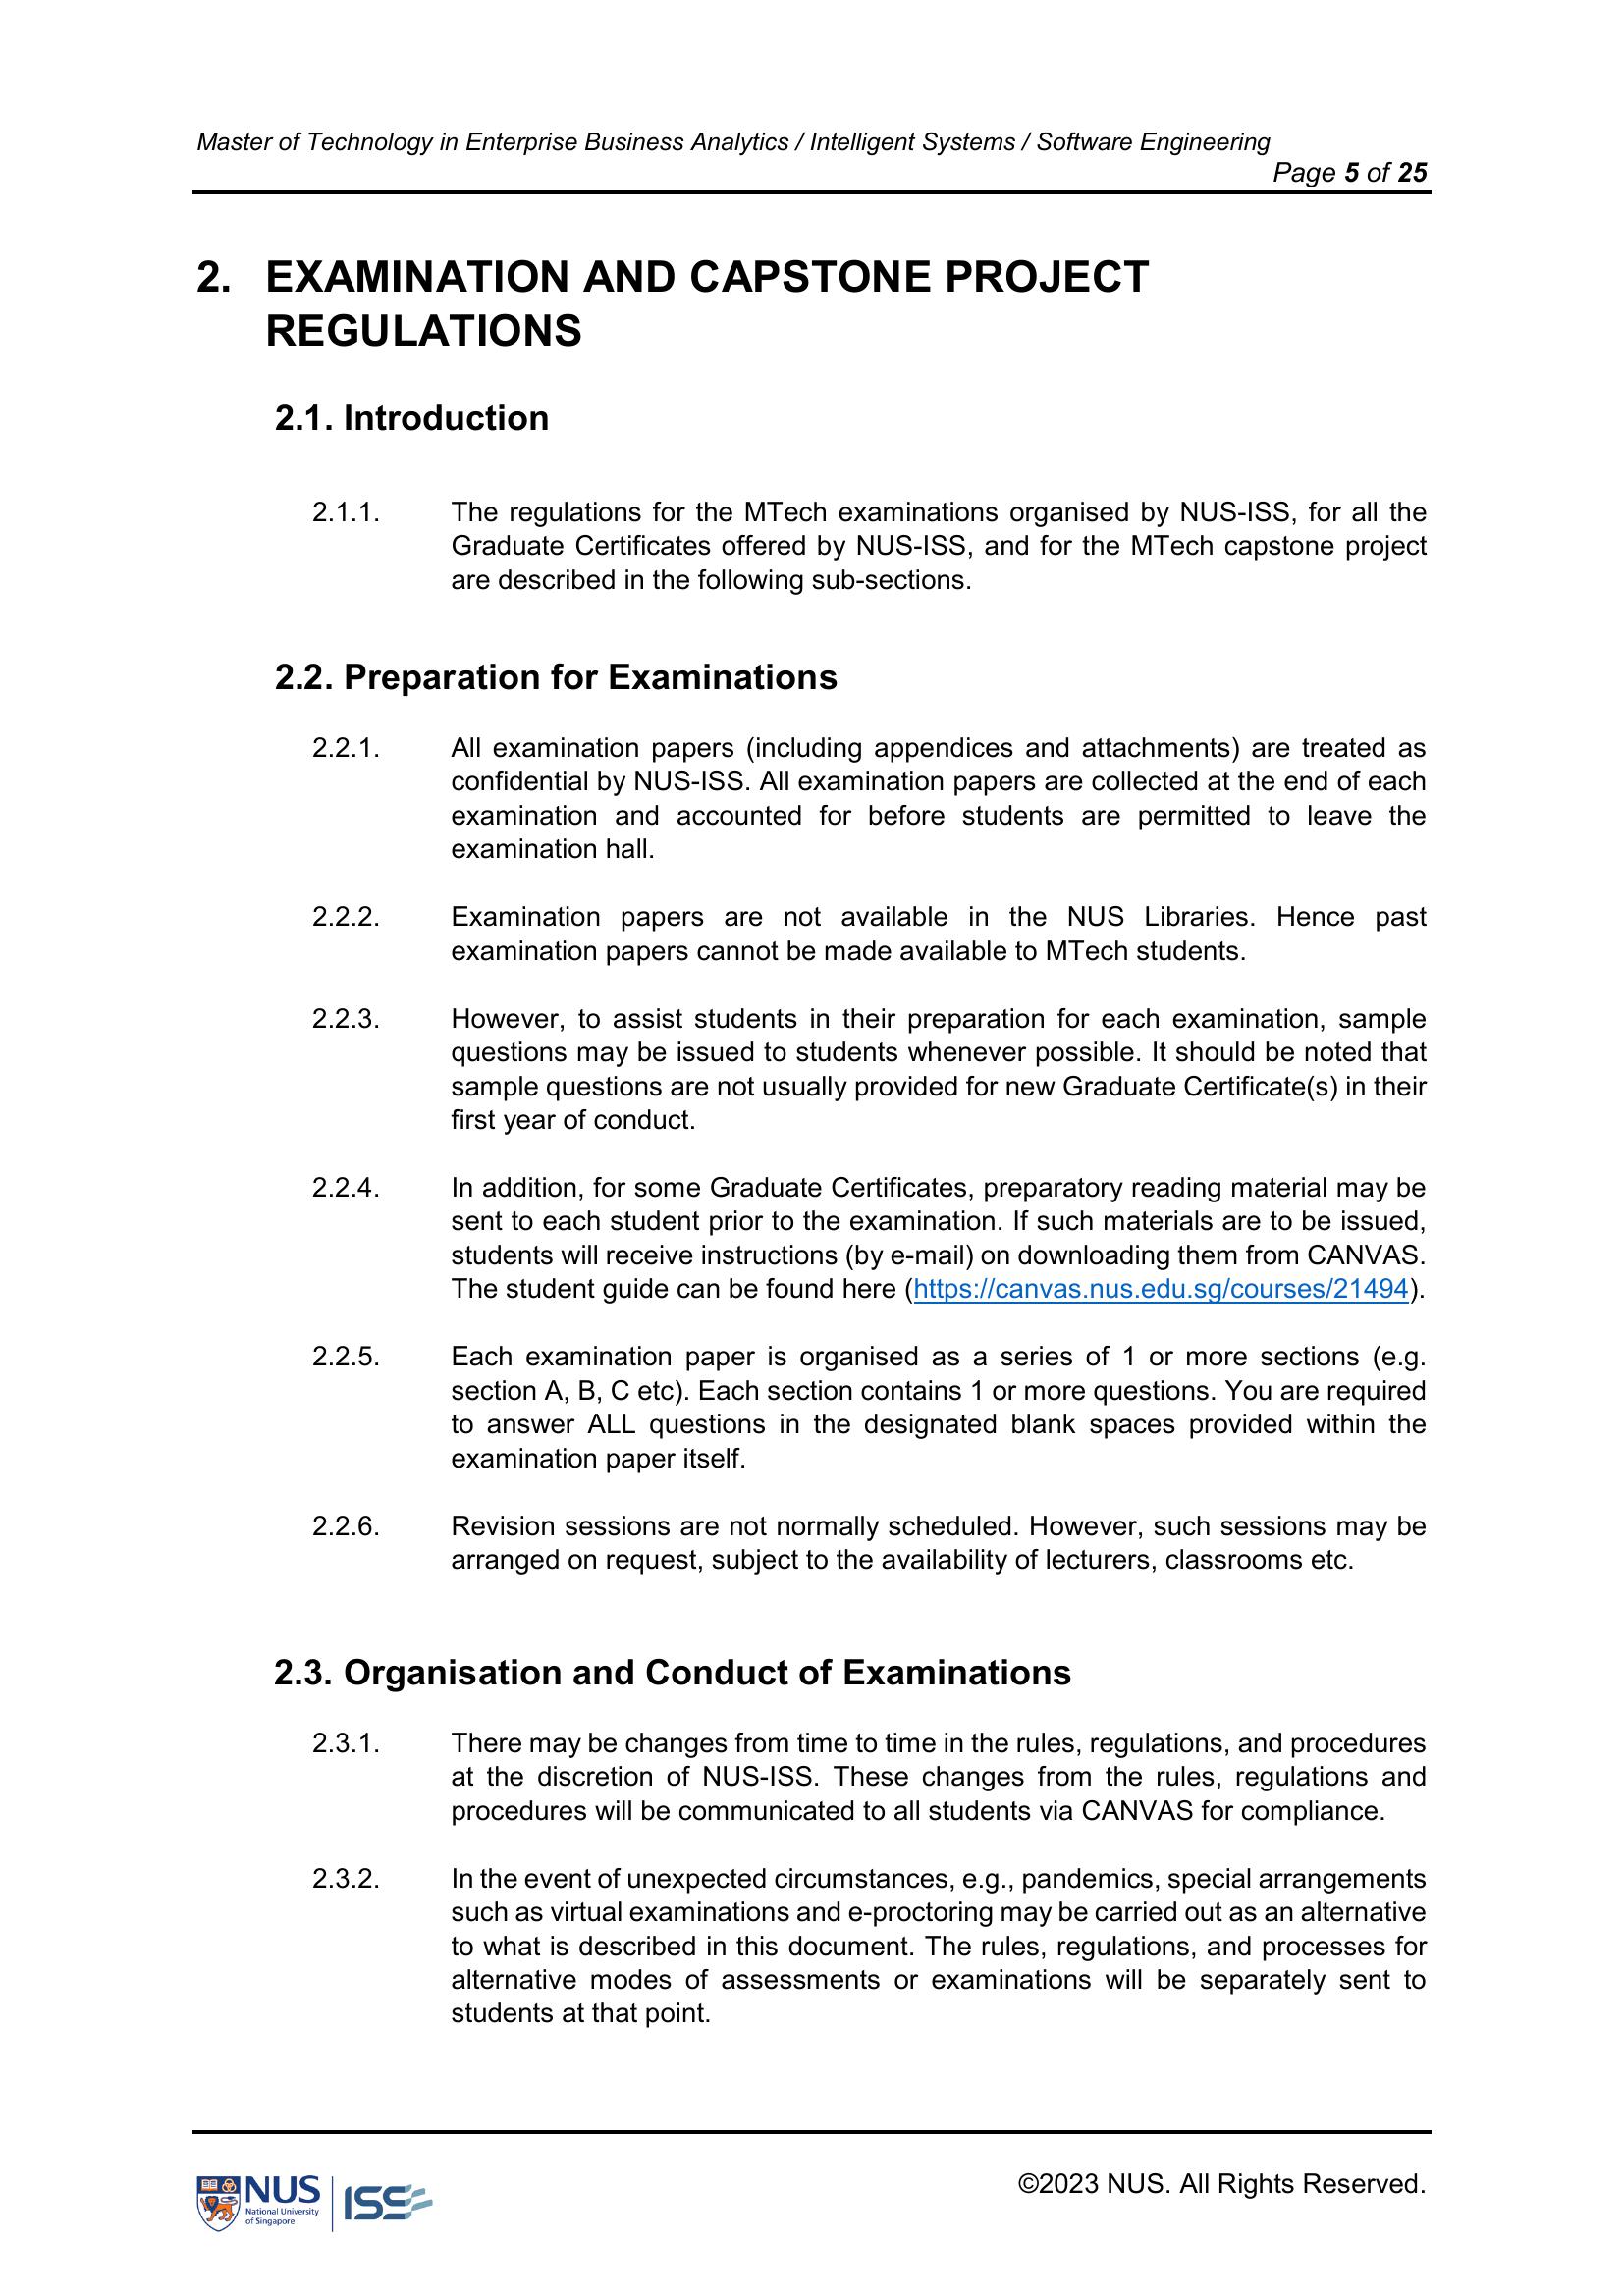 Master of Technology in Enterprise Business Analytics / Intelligent Systems / Software Engineering
Page 5 of 25
2. EXAMINATION AND CAPSTONE PROJECT
REGULATIONS
2.1. Introduction
2.1.1. The regulations for the MTech examinations organised by NUS-ISS, for all the
Graduate Certificates offered by NUS-ISS, and for the MTech capstone project
are described in the following sub-sections.
2.2. Preparation for Examinations
2.2.1. All examination papers (including appendices and attachments) are treated as
confidential by NUS-ISS. All examination papers are collected at the end of each
examination and accounted for before students are permitted to leave the
examination hall.
2.2.2. Examination papers are not available in the NUS Libraries. Hence past
examination papers cannot be made available to MTech students.
2.2.3. However, to assist students in their preparation for each examination, sample
questions may be issued to students whenever possible. It should be noted that
sample questions are not usually provided for new Graduate Certificate(s) in their
first year of conduct.
2.2.4. In addition, for some Graduate Certificates, preparatory reading material may be
sent to each student prior to the examination. If such materials are to be issued,
students will receive instructions (by e-mail) on downloading them from CANVAS.
The student guide can be found here (https://canvas.nus.edu.sg/courses/21494).
2.2.5. Each examination paper is organised as a series of 1 or more sections (e.g.
section A, B, C etc). Each section contains 1 or more questions. You are required
to answer ALL questions in the designated blank spaces provided within the
examination paper itself.
2.2.6. Revision sessions are not normally scheduled. However, such sessions may be
arranged on request, subject to the availability of lecturers, classrooms etc.
2.3. Organisation and Conduct of Examinations
2.3.1. There may be changes from time to time in the rules, regulations, and procedures
at the discretion of NUS-ISS. These changes from the rules, regulations and
procedures will be communicated to all students via CANVAS for compliance.
2.3.2. In the event of unexpected circumstances, e.g., pandemics, special arrangements
such as virtual examinations and e-proctoring may be carried out as an alternative
to what is described in this document. The rules, regulations, and processes for
alternative modes of assessments or examinations will be separately sent to
students at that point.
NUS
National University
of Singapore
ISS
©2023 NUS. All Rights Reserved.